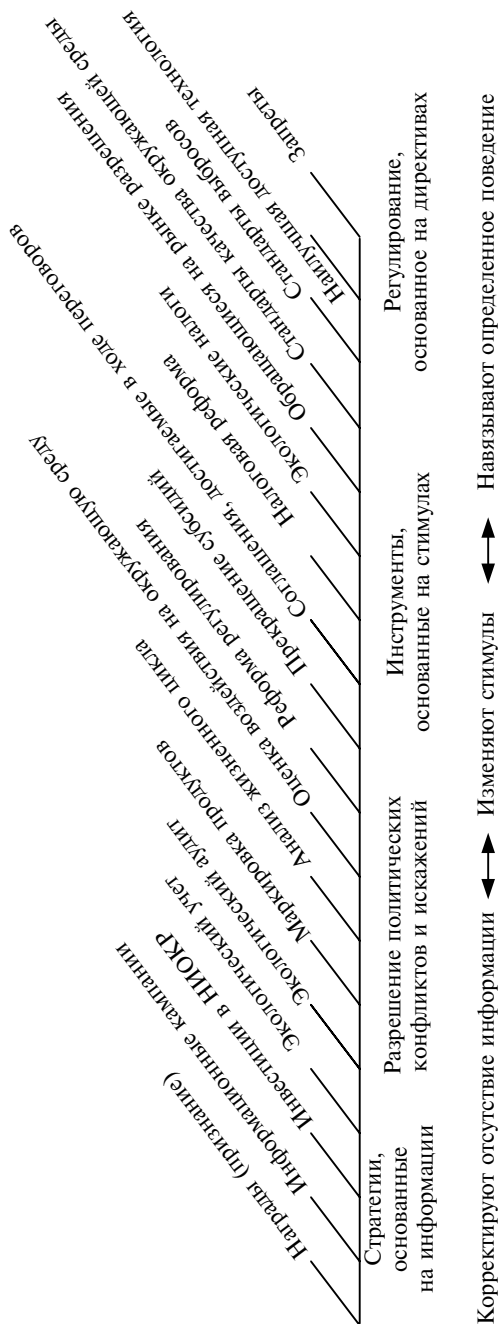 Награды (признание)
Информационные кампании
Инвестиции в НИОКР
Экологический учет
Экологический аудит
Маркировка продуктов
Анализ жизненного цикла
Оценка воздействия на окружающую среду
Реформа регулирования
Прекращение субсидий
Соглашения, достигаемые в ходе переговоров
Налоговая реформа
Экологические налоги
Обращающиеся на рынке разрешения
Стандарты качества окружающей среды
Стандарты выбросов
Наилучшая доступная технология
Запреты
Стратегии,
основанные
на информации
Разрешение политических
конфликтов и искажений
Инструменты,
основанные на стимулах
Регулирование,
основанное на директивах
Корректируют отсутствие информации ↔ Изменяют стимулы ↔ Навязывают определенное поведение